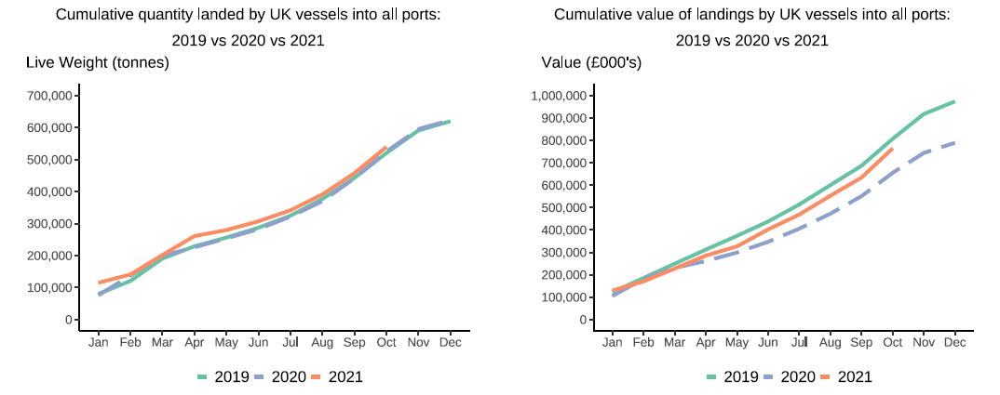 Cumulative quantity landed by UK vessels into all ports:
2019 vs 2020 vs 2021
Live Weight (tonnes)
700,000
600,000
500,000
400,000
300,000
200,000
100,000
0
Jan Feb Mar Apr May Jun Jul Aug Sep Oct Nov Dec
2019 2020 2021
Cumulative value of landings by UK vessels into all ports:
2019 vs 2020 vs 2021
Value (£000's)
1,000,000
900,000
800,000
700,000
600,000
500,000
400,000
300,000
200,000
100,000
0
Jan Feb Mar Apr May Jun Jul Aug Sep Oct Nov Dec
2019 2020 2021